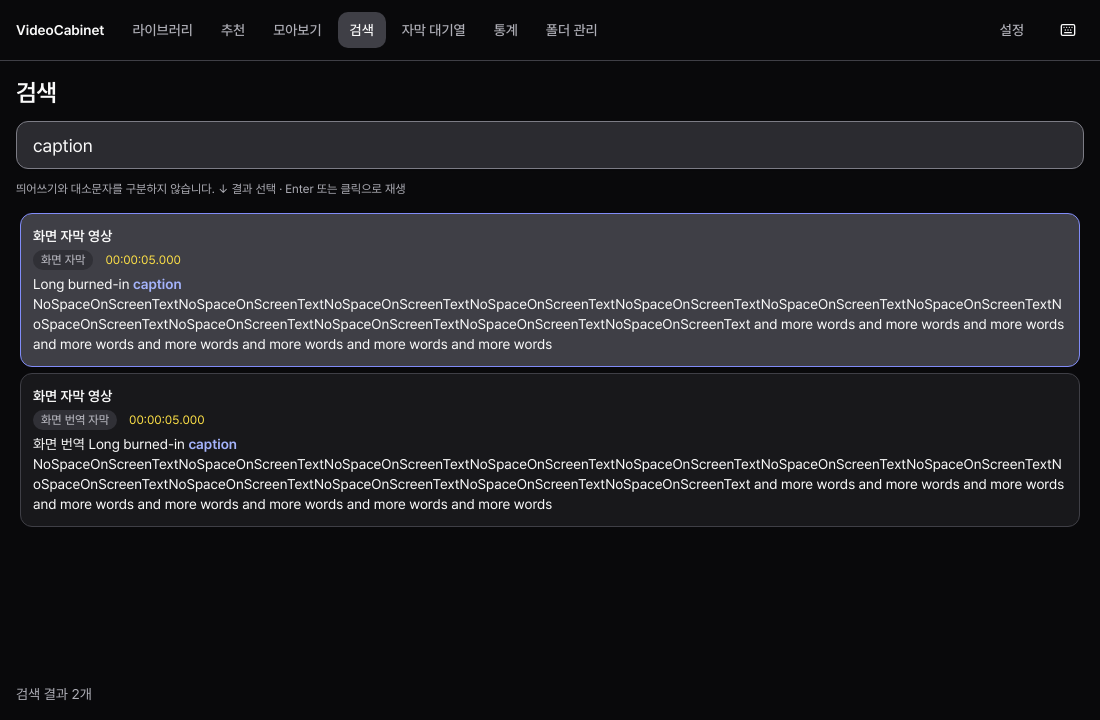 VideoCabinet 라이브러리 추천 모아보기 검색 자막 대기열 통계 폴더 관리 설정
검색
caption
띄어쓰기와 대소문자를 구분하지 않습니다. ↓ 결과 선택 · Enter 또는 클릭으로 재생
화면 자막 영상
화면 자막 00:00:05.000
Long burned-in caption
NoSpaceOnScreenTextNoSpaceOnScreenTextNoSpaceOnScreenTextNoSpaceOnScreenTextNoSpaceOnScreenTextNoSpaceOnScreenTextNoSpaceOnScreenTextN
oSpaceOnScreenTextNoSpaceOnScreenTextNoSpaceOnScreenTextNoSpaceOnScreenTextNoSpaceOnScreenText and more words and more words and more words
and more words and more words and more words and more words and more words
화면 자막 영상
화면 번역 자막 00:00:05.000
화면 번역 Long burned-in caption
NoSpaceOnScreenTextNoSpaceOnScreenTextNoSpaceOnScreenTextNoSpaceOnScreenTextNoSpaceOnScreenTextNoSpaceOnScreenTextNoSpaceOnScreenTextN
oSpaceOnScreenTextNoSpaceOnScreenTextNoSpaceOnScreenTextNoSpaceOnScreenTextNoSpaceOnScreenText and more words and more words and more words
and more words and more words and more words and more words and more words
검색 결과 2개